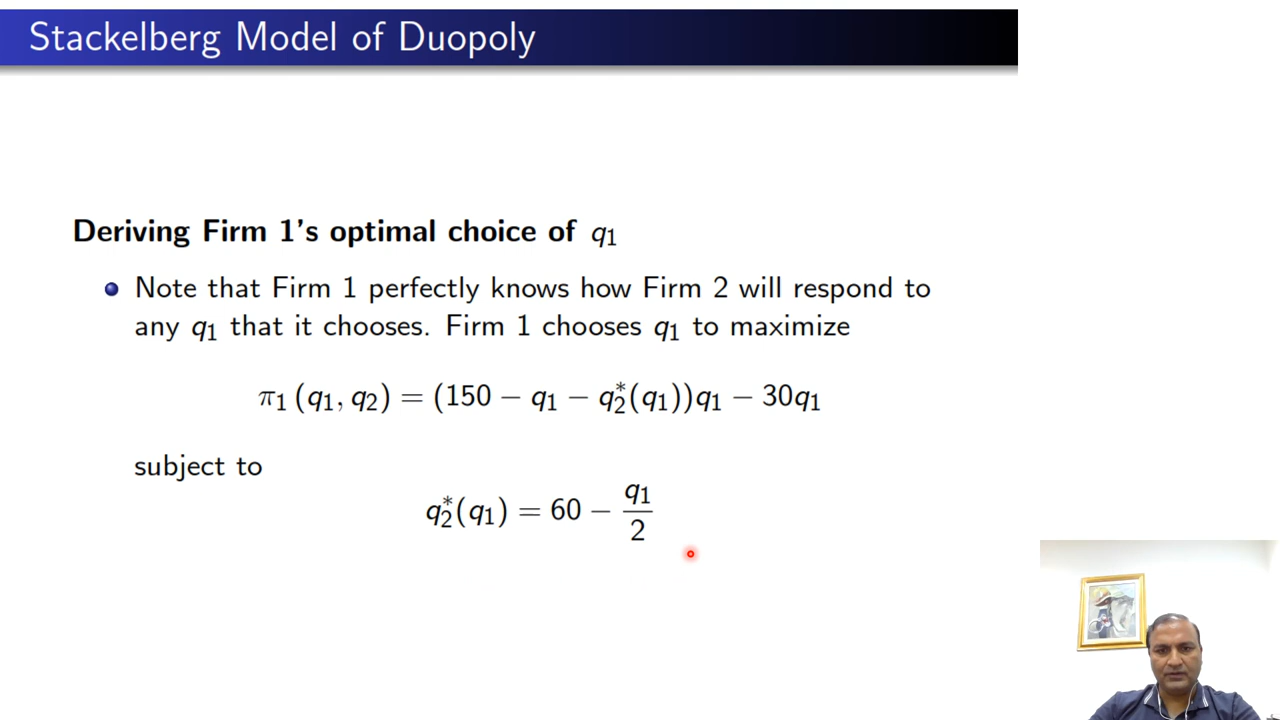 Stackelberg Model of Duopoly
Deriving Firm 1's optimal choice of q₁
Note that Firm 1 perfectly knows how Firm 2 will respond to
any q₁ that it chooses. Firm 1 chooses q₁ to maximize
π₁ (q₁, q₂) = (150 − q₁ − q₂*(q₁))q₁ − 30q₁
subject to
q₂*(q₁) = 60 − q₁/2